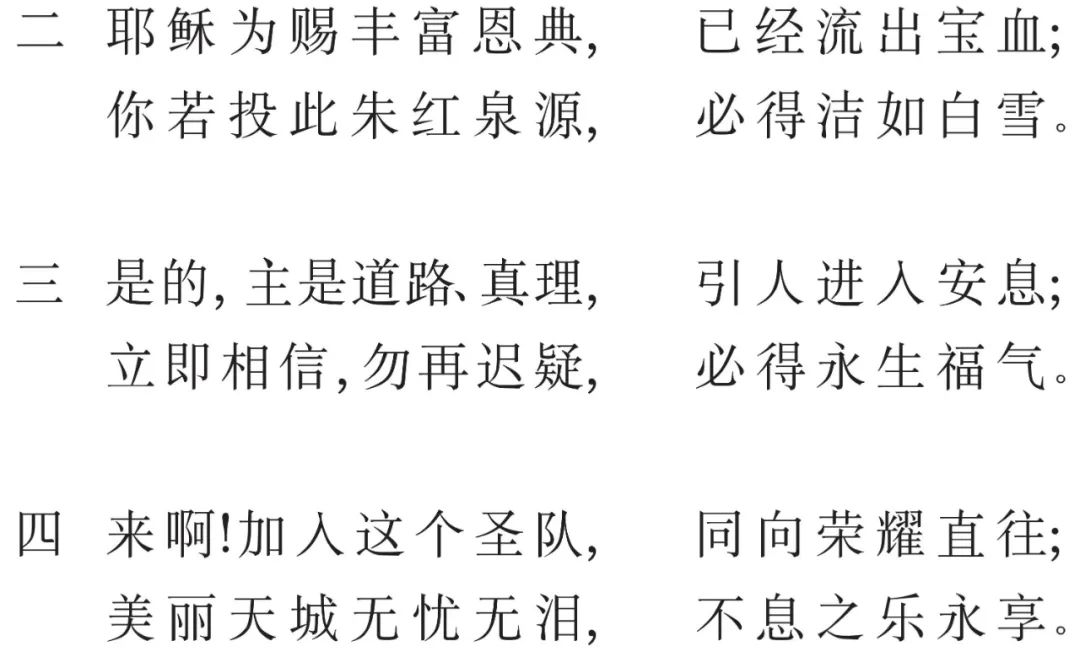 二 耶稣为赐丰富恩典, 已经流出宝血;
你若投此朱红泉源, 必得洁如白雪。
三 是的, 主是道路、真理, 引人进入安息;
立即相信, 勿再迟疑, 必得永生福气。
四 来啊!加入这个圣队, 同向荣耀直往;
美丽天城无忧无泪, 不息之乐永享。